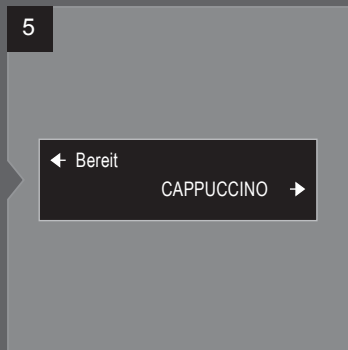 5
← Bereit
CAPPUCCINO →